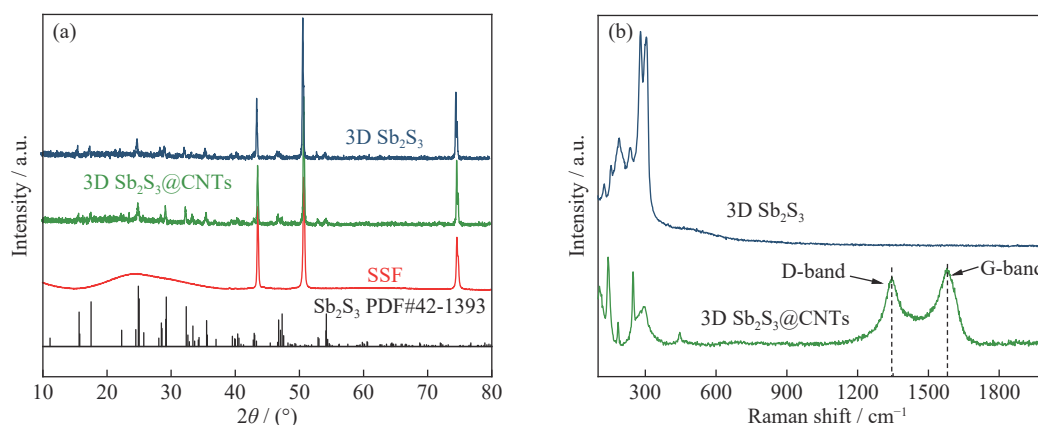 (a)
3D Sb₂S₃
3D Sb₂S₃@CNTs
SSF
Sb₂S₃ PDF#42-1393
Intensity / a.u.
10 20 30 40 50 60 70 80
2θ / (°)
(b)
3D Sb₂S₃
D-band
G-band
3D Sb₂S₃@CNTs
Intensity / a.u.
300 600 900 1200 1500 1800
Raman shift / cm⁻¹